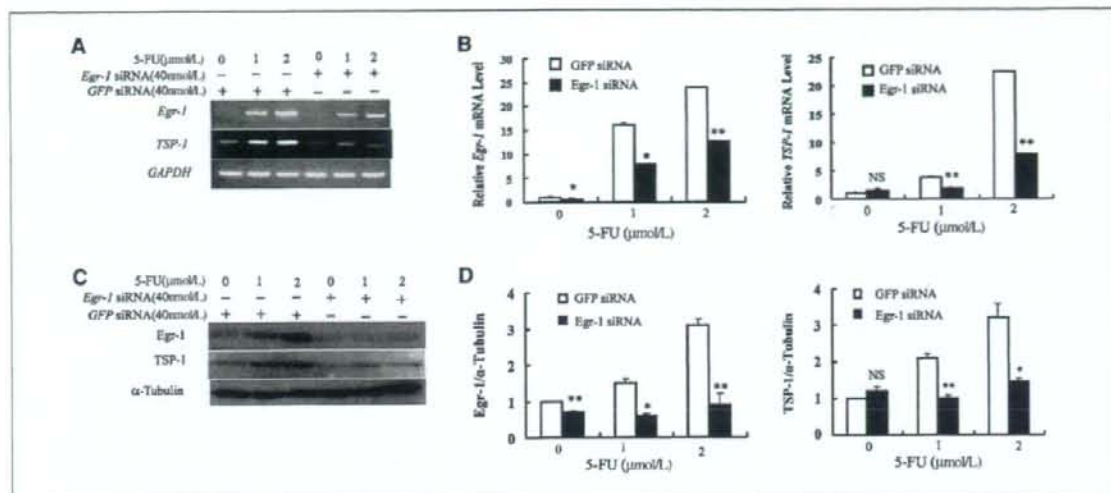 A
5-FU(µmol/L) 0 1 2 0 1 2
Egr-1 siRNA(40nmol/L) – – – + + +
GFP siRNA(40nmol/L) + + + – – –
Egr-1
TSP-1
GAPDH
B
Relative Egr-1 mRNA Level
30
25
20
15
10
5
0
GFP siRNA
Egr-1 siRNA
* * **
0 1 2
5-FU (µmol/L)
Relative TSP-1 mRNA Level
25
20
15
10
5
0
GFP siRNA
Egr-1 siRNA
NS ** **
0 1 2
5-FU (µmol/L)
C
5-FU(µmol/L) 0 1 2 0 1 2
Egr-1 siRNA(40nmol/L) – – – + + +
GFP siRNA(40nmol/L) + + + – – –
Egr-1
TSP-1
α-Tubulin
D
Egr-1/α-Tubulin
4
3
2
1
0
GFP siRNA
Egr-1 siRNA
** * **
0 1 2
5-FU (µmol/L)
TSP-1/α-Tubulin
4
3
2
1
0
GFP siRNA
Egr-1 siRNA
NS ** *
0 1 2
5-FU (µmol/L)